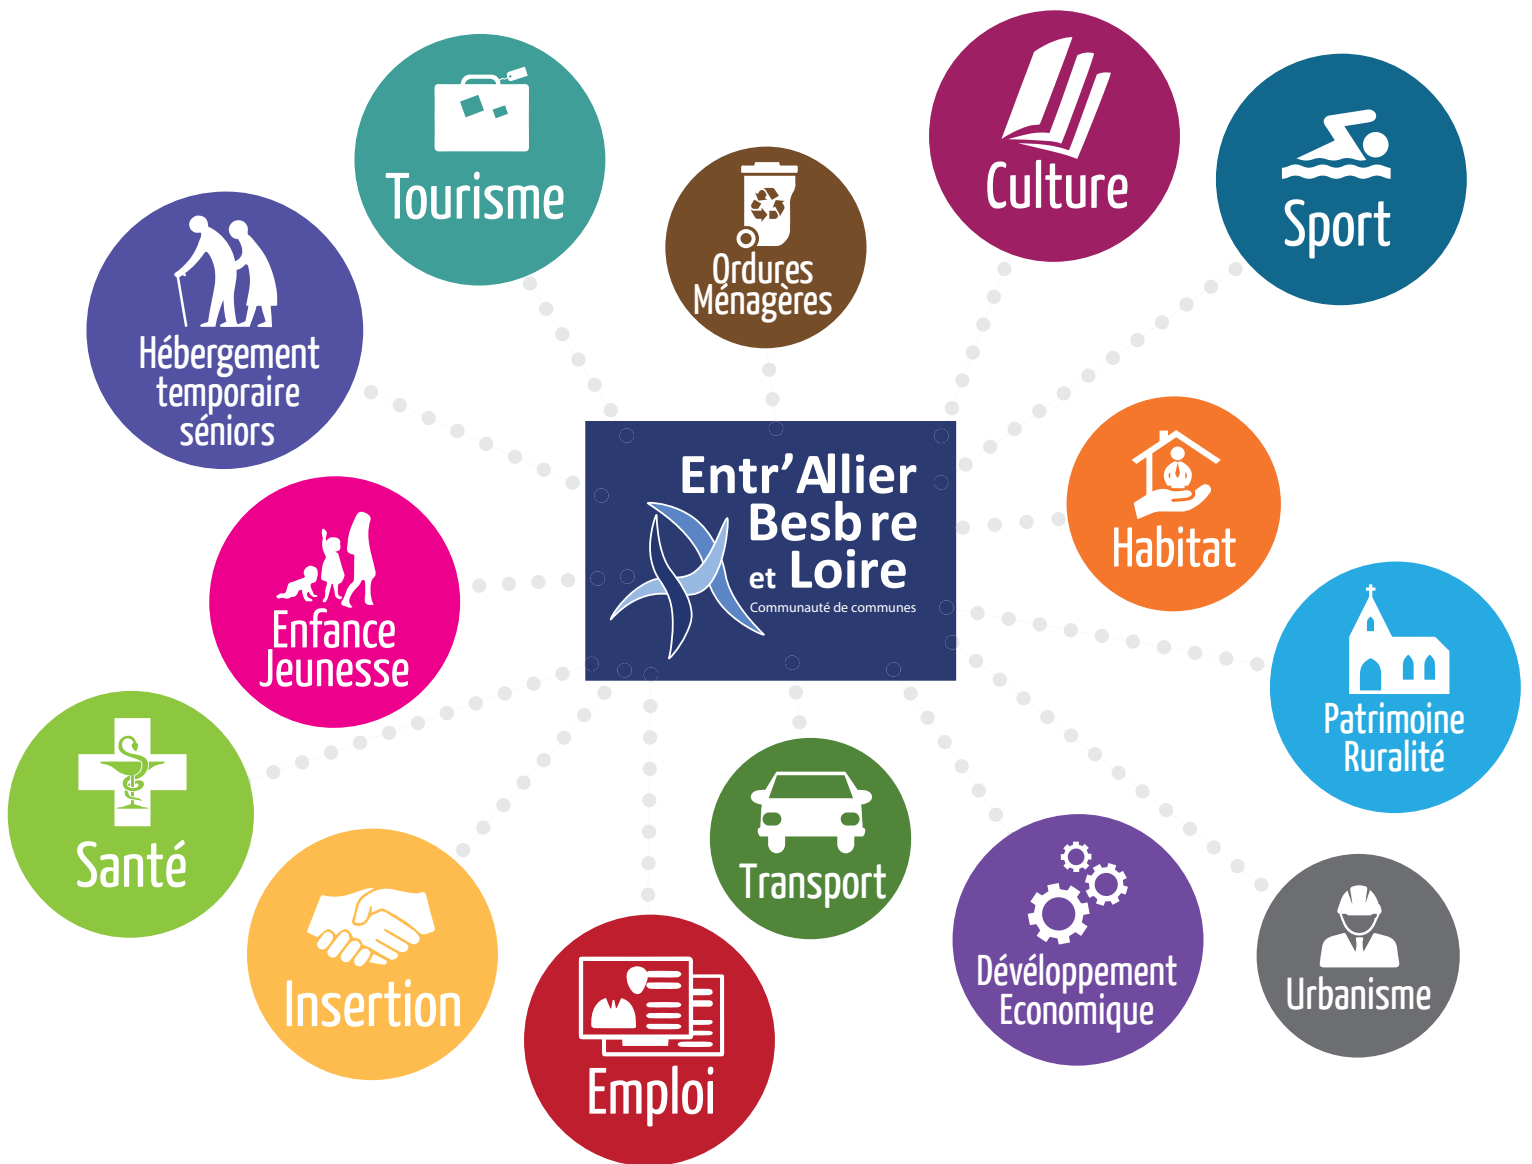 Tourisme
Ordures
Ménagères
Culture
Sport
Hébergement
temporaire
séniors
Entr'Allier
Besbre
et Loire
Communauté de communes
Habitat
Enfance
Jeunesse
Patrimoine
Ruralité
Santé
Insertion
Emploi
Transport
Dévéloppement
Economique
Urbanisme